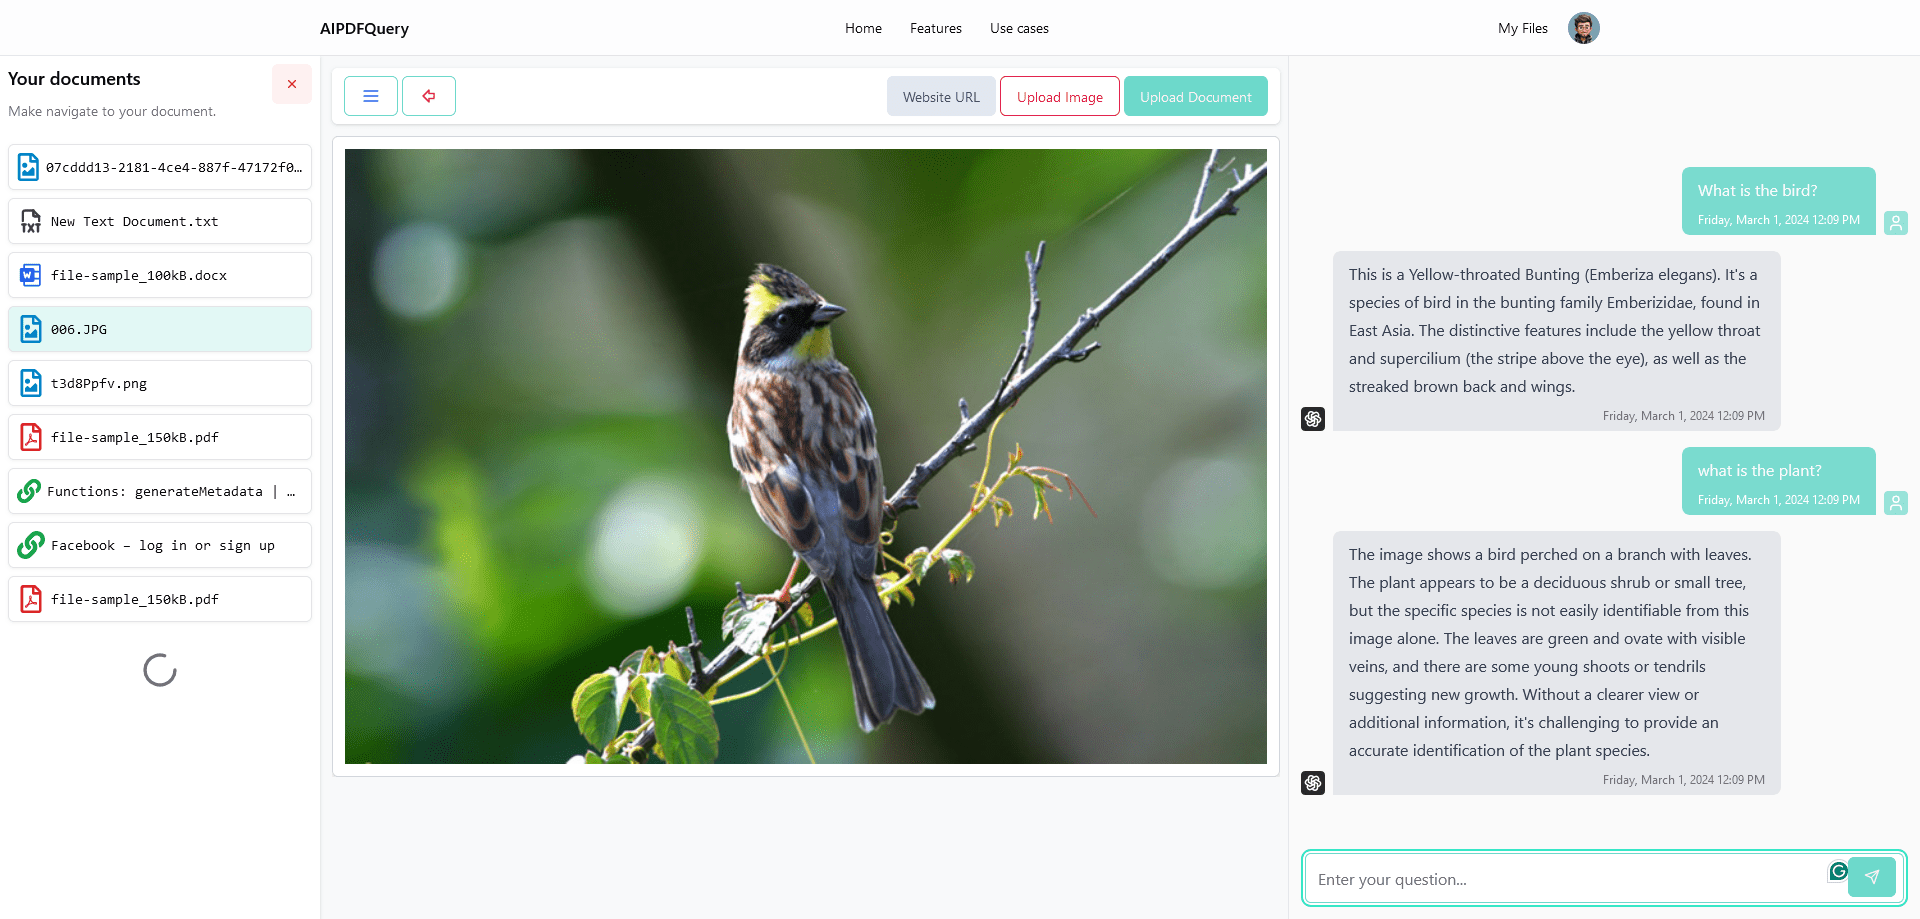 AIPDFQuery
Home Features Use cases
My Files
Your documents
Make navigate to your document.
07cddd13-2181-4ce4-887f-47172f0…
New Text Document.txt
file-sample_100kB.docx
006.JPG
t3d8Ppfv.png
file-sample_150kB.pdf
Functions: generateMetadata | …
Facebook – log in or sign up
file-sample_150kB.pdf
Website URL
Upload Image
Upload Document
What is the bird?
Friday, March 1, 2024 12:09 PM
This is a Yellow-throated Bunting (Emberiza elegans). It's a
species of bird in the bunting family Emberizidae, found in
East Asia. The distinctive features include the yellow throat
and supercilium (the stripe above the eye), as well as the
streaked brown back and wings.
Friday, March 1, 2024 12:09 PM
what is the plant?
Friday, March 1, 2024 12:09 PM
The image shows a bird perched on a branch with leaves.
The plant appears to be a deciduous shrub or small tree,
but the specific species is not easily identifiable from this
image alone. The leaves are green and ovate with visible
veins, and there are some young shoots or tendrils
suggesting new growth. Without a clearer view or
additional information, it's challenging to provide an
accurate identification of the plant species.
Friday, March 1, 2024 12:09 PM
Enter your question...